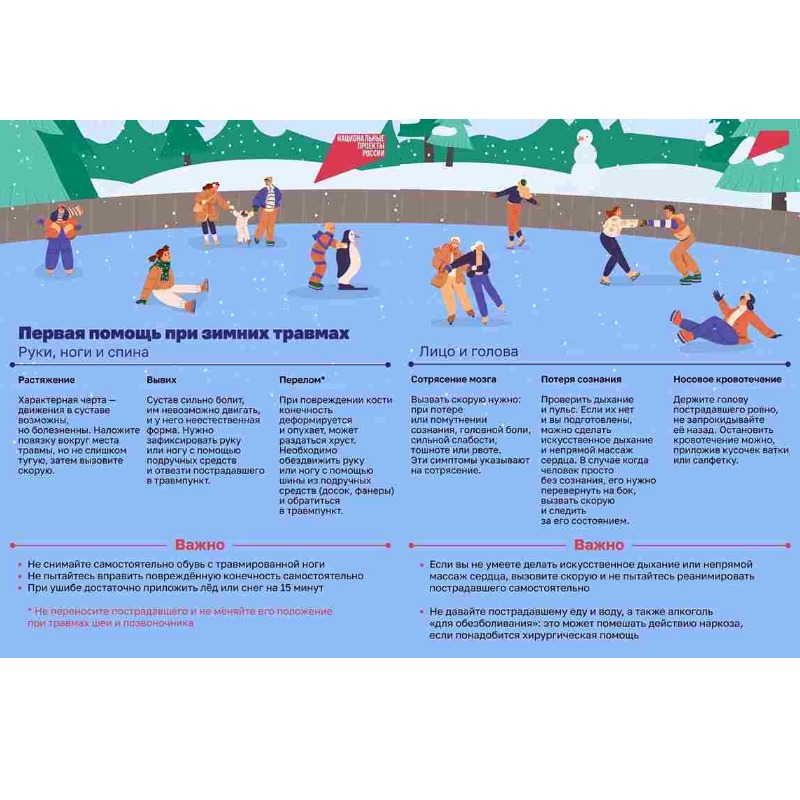 НАЦИОНАЛЬНЫЕ
ПРОЕКТЫ
РОССИИ
Первая помощь при зимних травмах
Руки, ноги и спина
Растяжение
Характерная черта —
движения в суставе
возможны,
но болезненны. Наложите
повязку вокруг места
травмы, но не слишком
тугую, затем вызовите
скорую.
Вывих
Сустав сильно болит,
им невозможно двигать,
и у него неестественная
форма. Нужно
зафиксировать руку
или ногу с помощью
подручных средств
и отвезти пострадавшего
в травмпункт.
Перелом*
При повреждении кости
конечность
деформируется
и опухает, может
раздаться хруст.
Необходимо
обездвижить руку
или ногу с помощью
шины из подручных
средств (досок, фанеры)
и обратиться
в травмпункт.
Важно
• Не снимайте самостоятельно обувь с травмированной ноги
• Не пытайтесь вправить повреждённую конечность самостоятельно
• При ушибе достаточно приложить лёд или снег на 15 минут
* Не переносите пострадавшего и не меняйте его положение
при травмах шеи и позвоночника
Лицо и голова
Сотрясение мозга
Вызвать скорую нужно:
при потере
или помутнении
сознания, головной боли,
сильной слабости,
тошноте или рвоте.
Эти симптомы указывают
на сотрясение.
Потеря сознания
Проверить дыхание
и пульс. Если их нет
и вы подготовлены,
можно сделать
искусственное дыхание
и непрямой массаж
сердца. В случае когда
человек просто
без сознания, его нужно
перевернуть на бок,
вызвать скорую
и следить
за его состоянием.
Носовое кровотечение
Держите голову
пострадавшего ровно,
не запрокидывайте
её назад. Остановить
кровотечение можно,
приложив кусочек ватки
или салфетку.
Важно
• Если вы не умеете делать искусственное дыхание или непрямой
массаж сердца, вызовите скорую и не пытайтесь реанимировать
пострадавшего самостоятельно
• Не давайте пострадавшему еду и воду, а также алкоголь
«для обезболивания»: это может помешать действию наркоза,
если понадобится хирургическая помощь